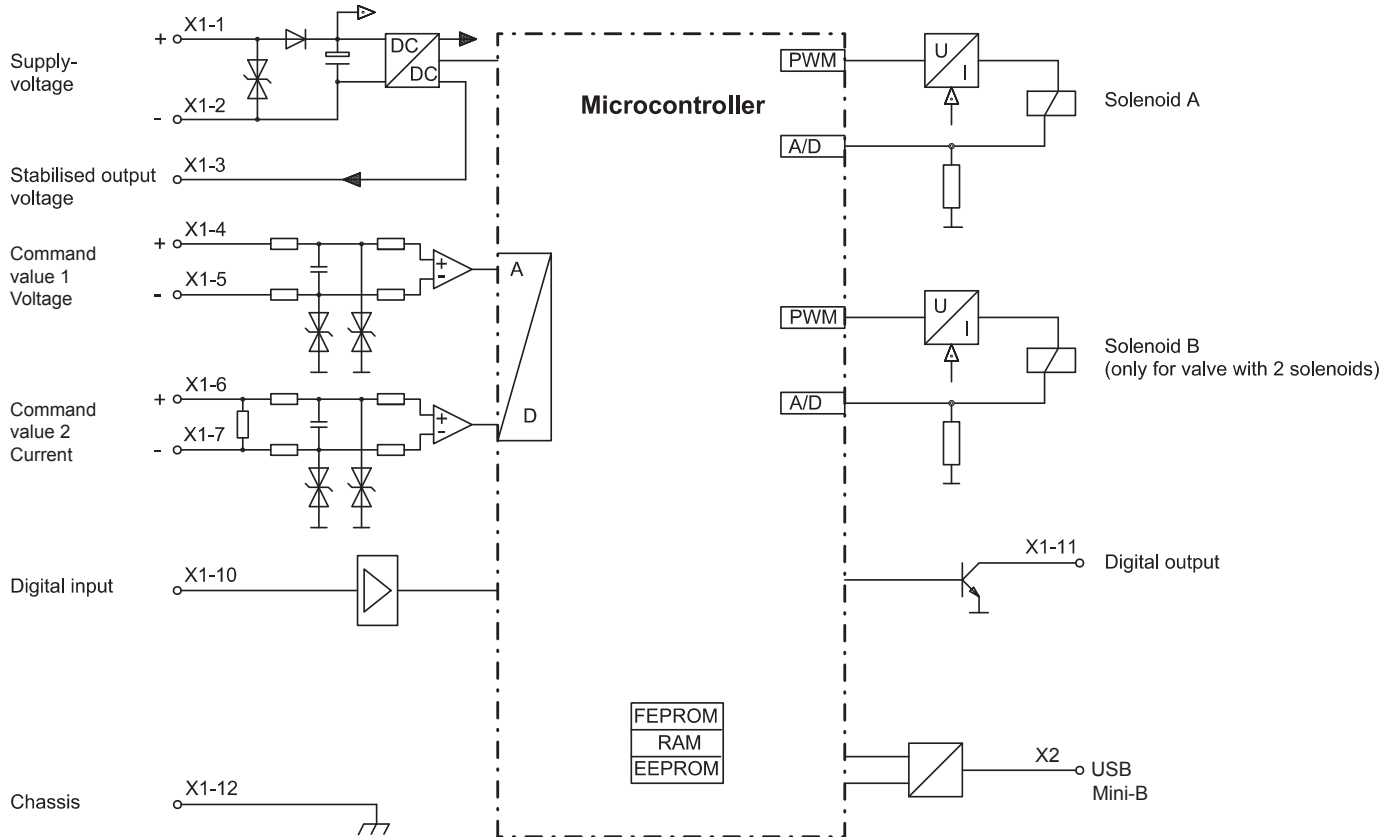 X1-1
+
Supply-
voltage
X1-2
-
DC
DC
X1-3
Stabilised output
voltage
X1-4
+
Command
value 1
Voltage
X1-5
-
+
-
X1-6
+
Command
value 2
Current
X1-7
-
+
-
A
D
X1-10
Digital input
X1-12
Chassis
Microcontroller
FEPROM
RAM
EEPROM
PWM
U
I
Solenoid A
A/D
PWM
U
I
Solenoid B
(only for valve with 2 solenoids)
A/D
X1-11
Digital output
X2
USB
Mini-B